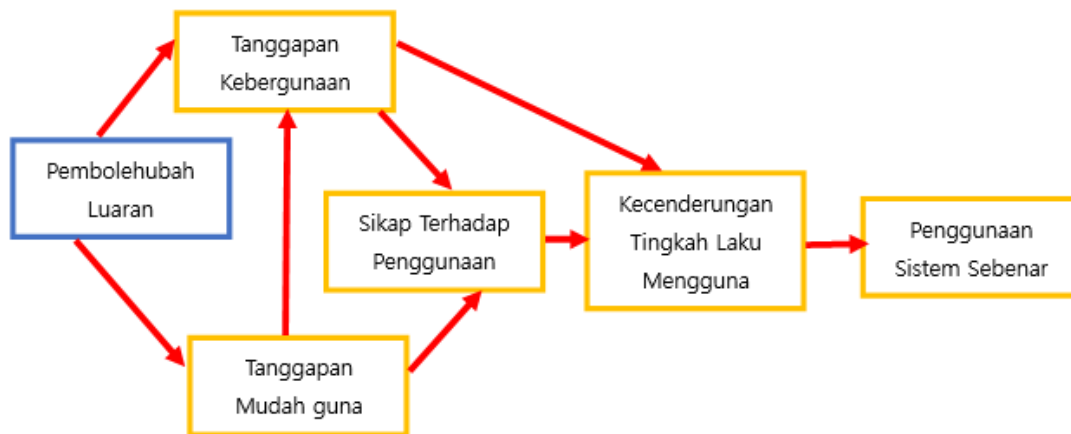 Tanggapan
Kebergunaan
Pembolehubah
Luaran
Sikap Terhadap
Penggunaan
Kecenderungan
Tingkah Laku
Mengguna
Penggunaan
Sistem Sebenar
Tanggapan
Mudah guna